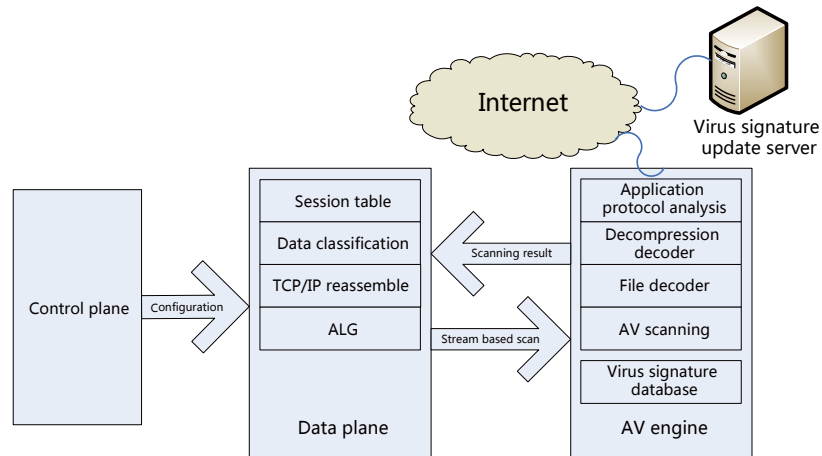 Internet
Virus signature
update server
Control plane
Configuration
Session table
Data classification
TCP/IP reassemble
ALG
Data plane
Scanning result
Stream based scan
Application
protocol analysis
Decompression
decoder
File decoder
AV scanning
Virus signature
database
AV engine